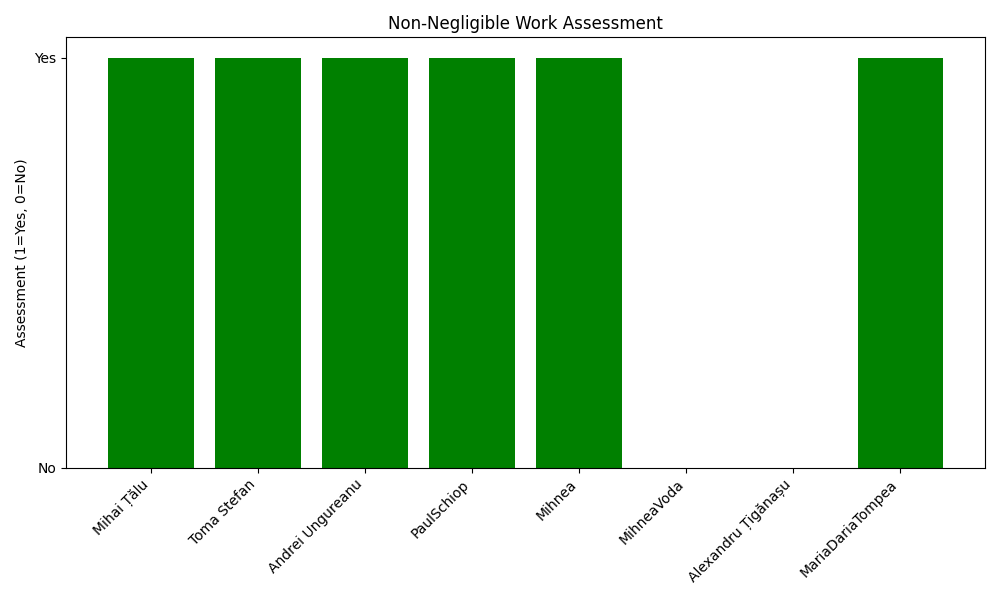 Non-Negligible Work Assessment
Assessment (1=Yes, 0=No)
Yes
No
Mihai Țălu
Toma Stefan
Andrei Ungureanu
PaulSchiop
Mihnea
MihneaVoda
Alexandru Țigănașu
MariaDariaTompea